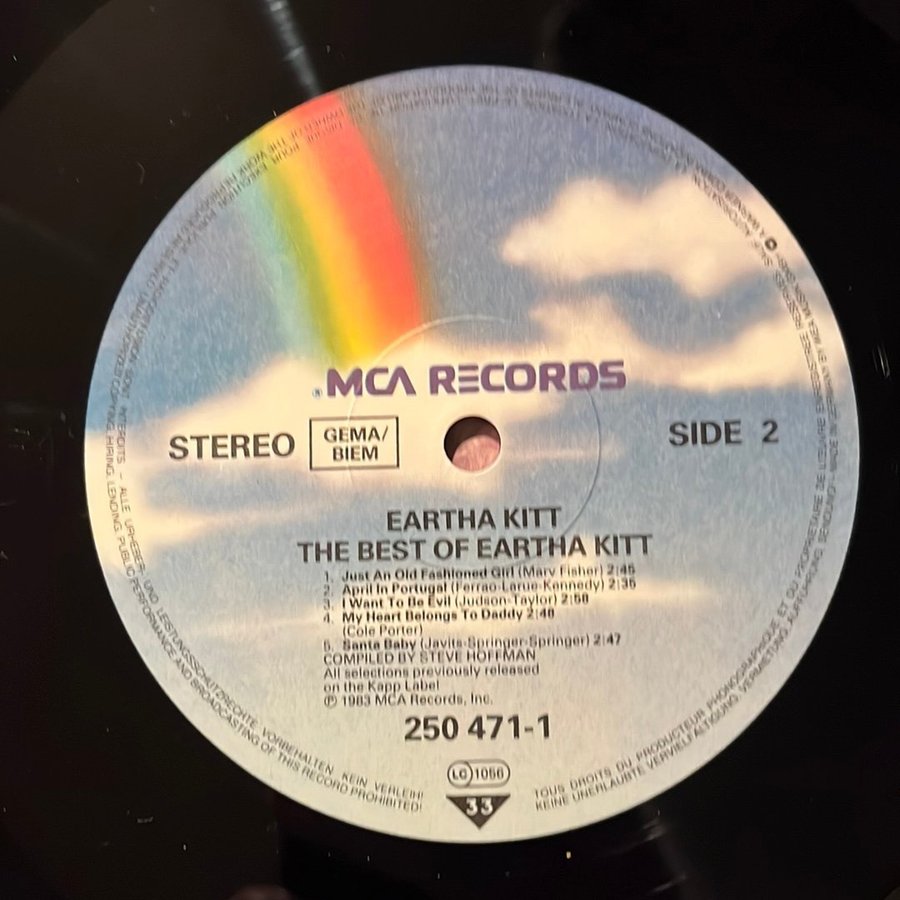 ® MCA RECORDS
STEREO
GEMA/
BIEM
SIDE 2
EARTHA KITT
THE BEST OF EARTHA KITT
1. Just An Old Fashioned Girl (Marv Fisher) 2:45
2. April In Portugal (Ferrao-Larue-Kennedy) 2:35
3. I Want To Be Evil (Judson-Taylor) 2:50
4. My Heart Belongs To Daddy 2:40
(Cole Porter)
5. Santa Baby (Javits-Springer-Springer) 2:47
COMPILED BY STEVE HOFFMAN
All selections previously released
on the Kapp Label
℗ 1983 MCA Records, Inc.
250 471-1
LC 1056
33
TOUS DROITS DU PRODUCTEUR PHONOGRAPHIQUE ET DU PROPRIETAIRE DE L'ŒUVRE ENREGISTREE RESERVES.
SONT INTERDITS – ALLE URHEBER- UND LEISTUNGSSCHUTZRECHTE VORBEHALTEN. KEIN VERLEIH!
KEINE UNERLAUBTE VERVIELFÄLTIGUNG, VERMIETUNG, AUFFÜHRUNG, SENDUNG!
COPYING, HIRING, LENDING, PUBLIC PERFORMANCE AND BROADCASTING OF THIS RECORD PROHIBITED!